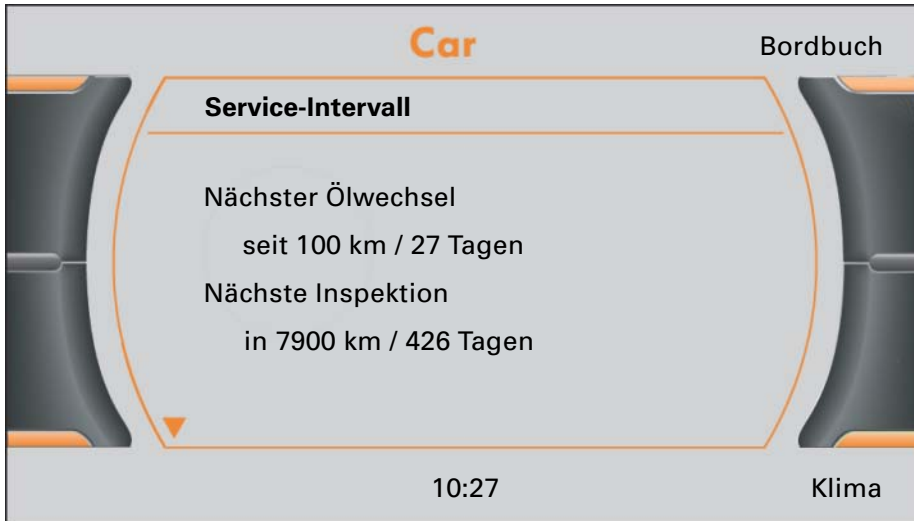 Car
Bordbuch
Service-Intervall
Nächster Ölwechsel
seit 100 km / 27 Tagen
Nächste Inspektion
in 7900 km / 426 Tagen
10:27
Klima